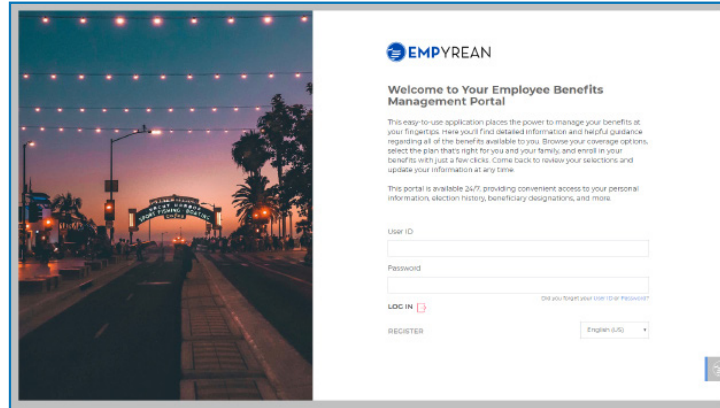 YACHT HARBOR
SPORT FISHING - BOATING
EMPYREAN
Welcome to Your Employee Benefits
Management Portal
This easy-to-use application places the power to manage your benefits at
your fingertips. Here you'll find detailed information and helpful guidance
regarding all of the benefits available to you. Browse your coverage options,
select the plan that's right for you and your family, and enroll in your
benefits with just a few clicks. Come back to review your selections and
update your information at any time.
This portal is available 24/7, providing convenient access to your personal
information, election history, beneficiary designations, and more.
User ID
Password
Did you forget your User ID or Password?
LOG IN
REGISTER
English (US)